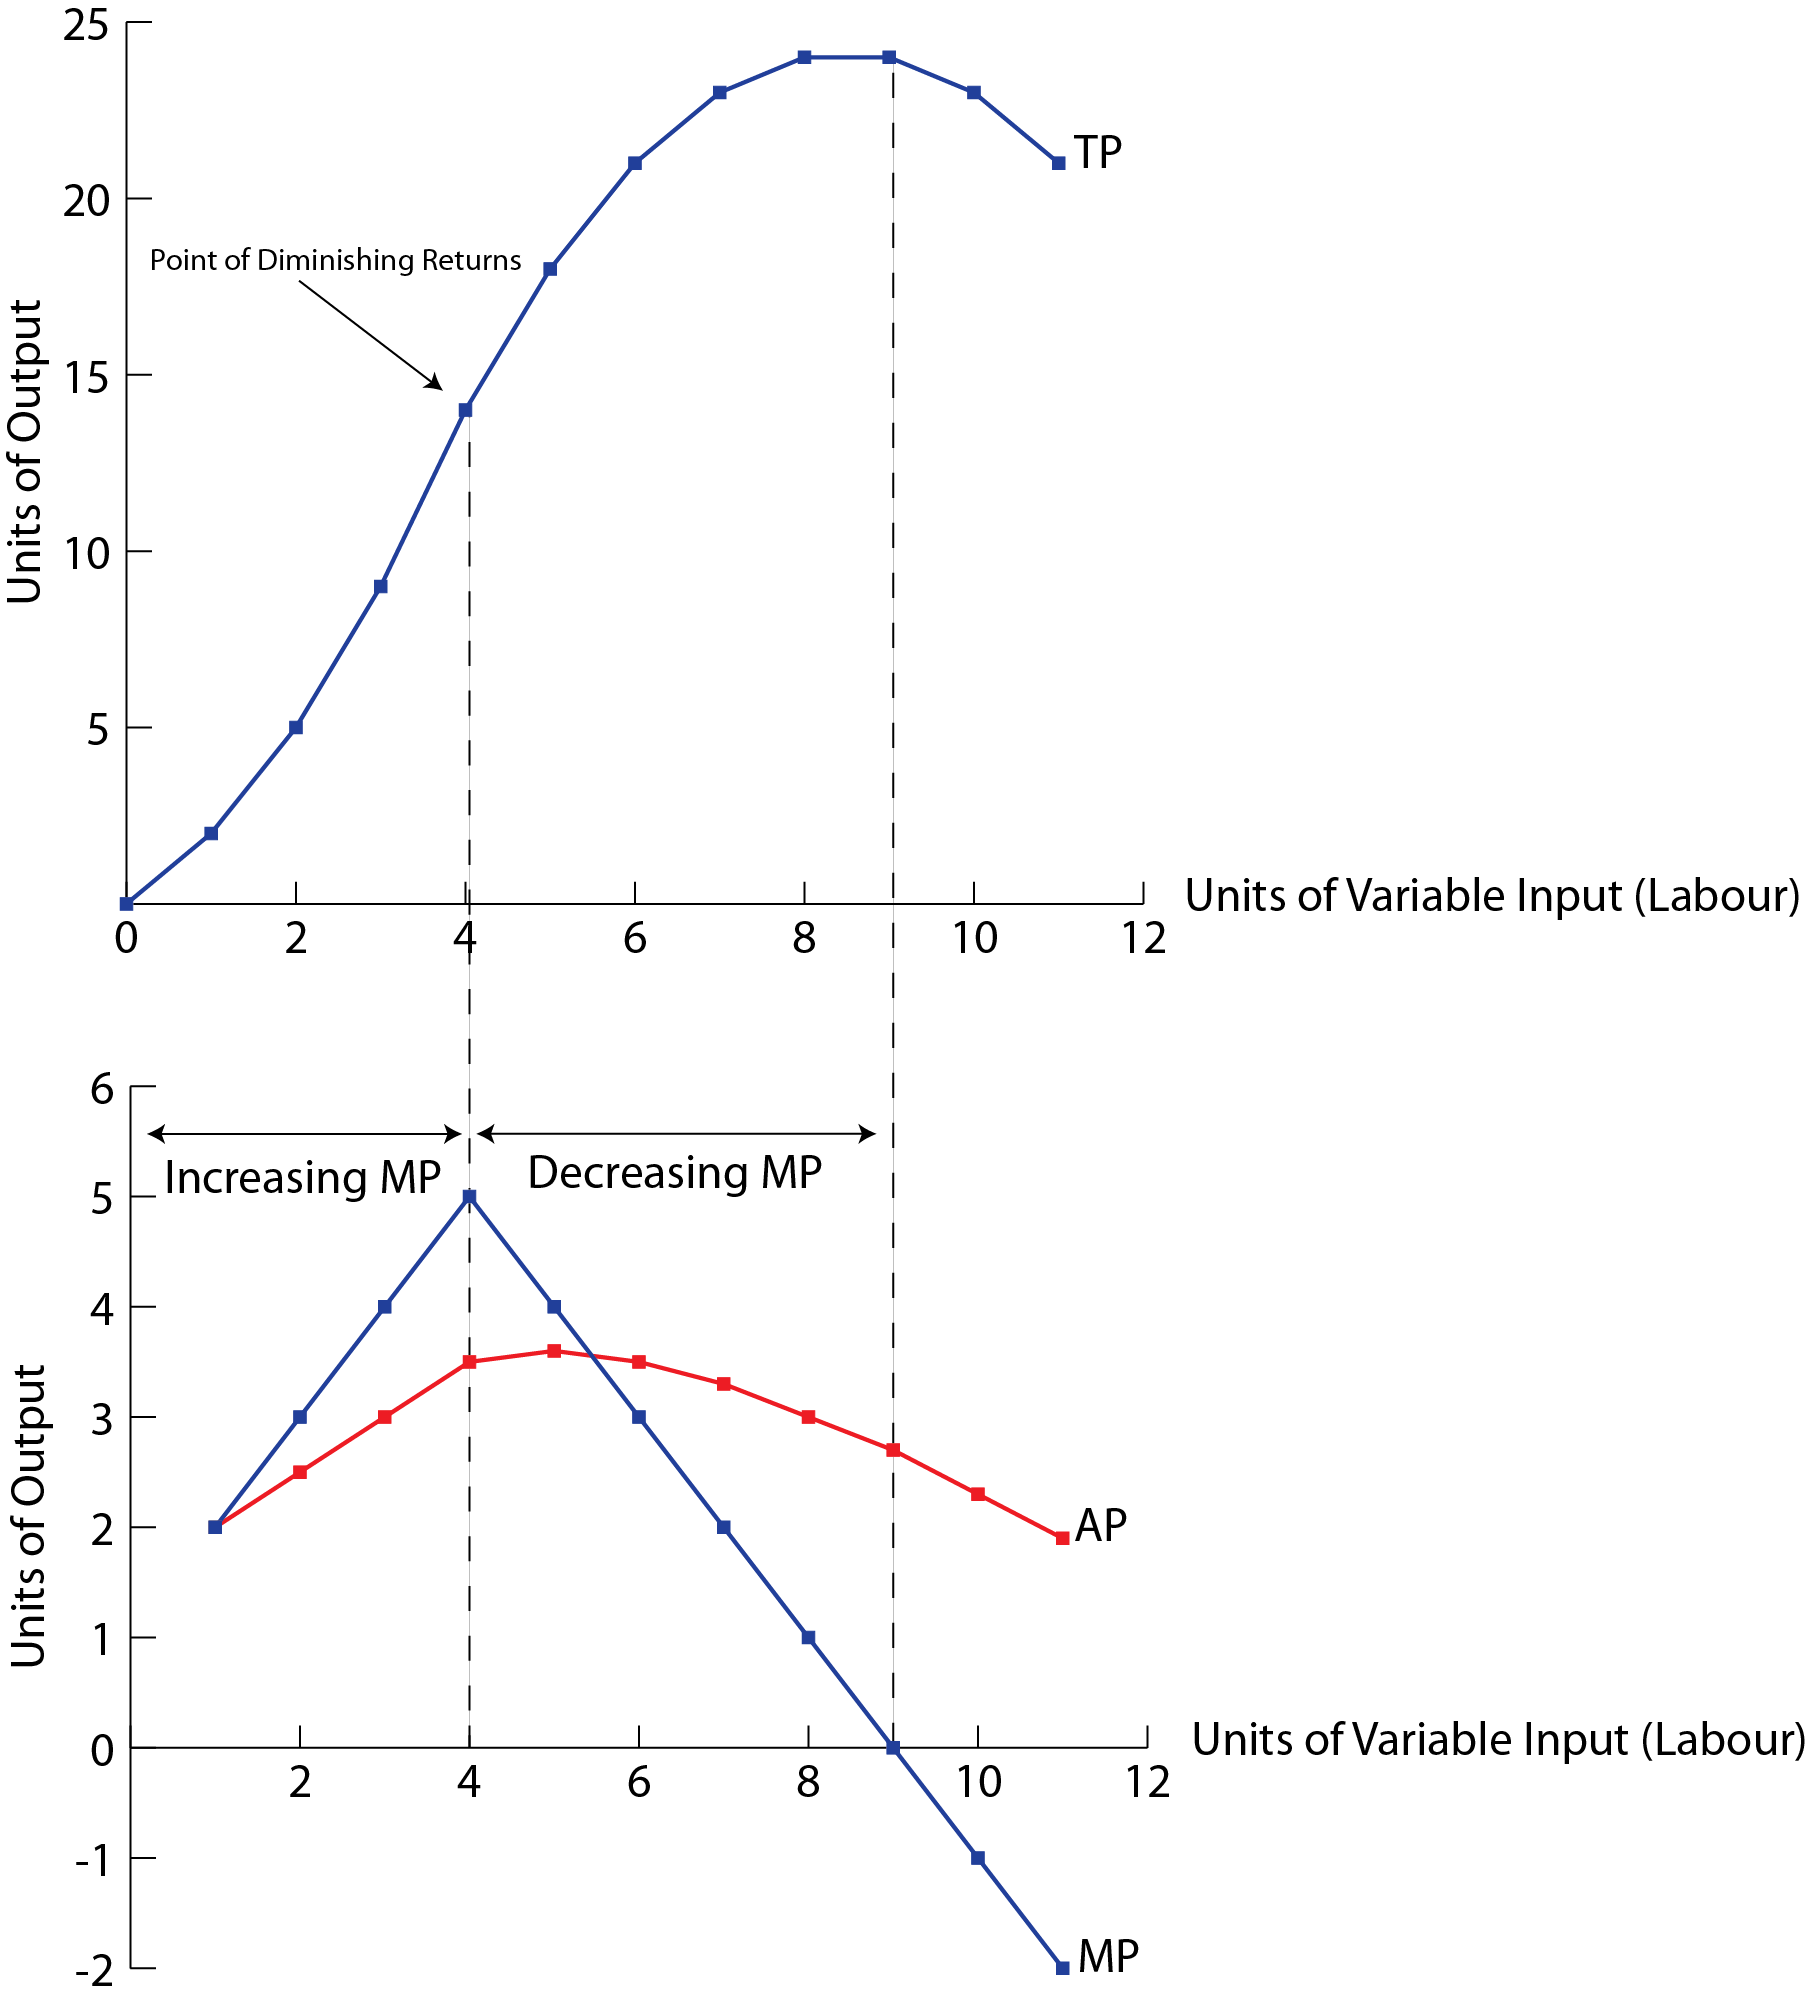 25
20
15
10
5
Units of Output
Point of Diminishing Returns
TP
0 2 4 6 8 10 12
Units of Variable Input (Labour)
6
5
4
3
2
1
0
-1
-2
Units of Output
Increasing MP
Decreasing MP
AP
MP
2 4 6 8 10 12
Units of Variable Input (Labour)